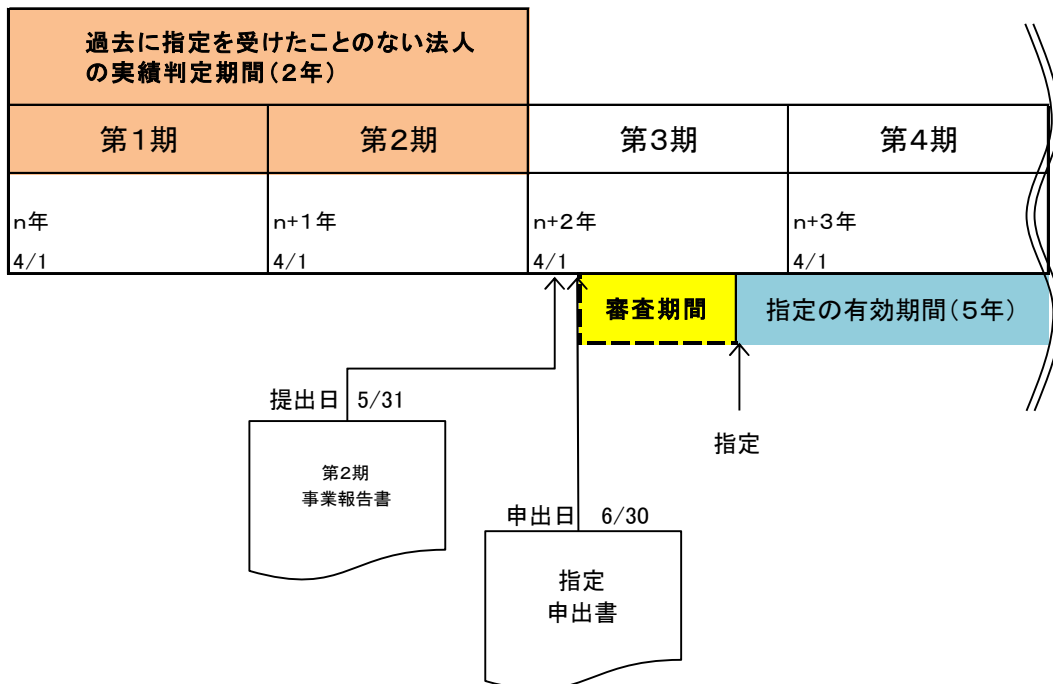 過去に指定を受けたことのない法人
の実績判定期間(2年)
第1期
第2期
第3期
第4期
n年
4/1
n+1年
4/1
n+2年
4/1
n+3年
4/1
審査期間
指定の有効期間(5年)
提出日 5/31
指定
第2期
事業報告書
申出日 6/30
指定
申出書